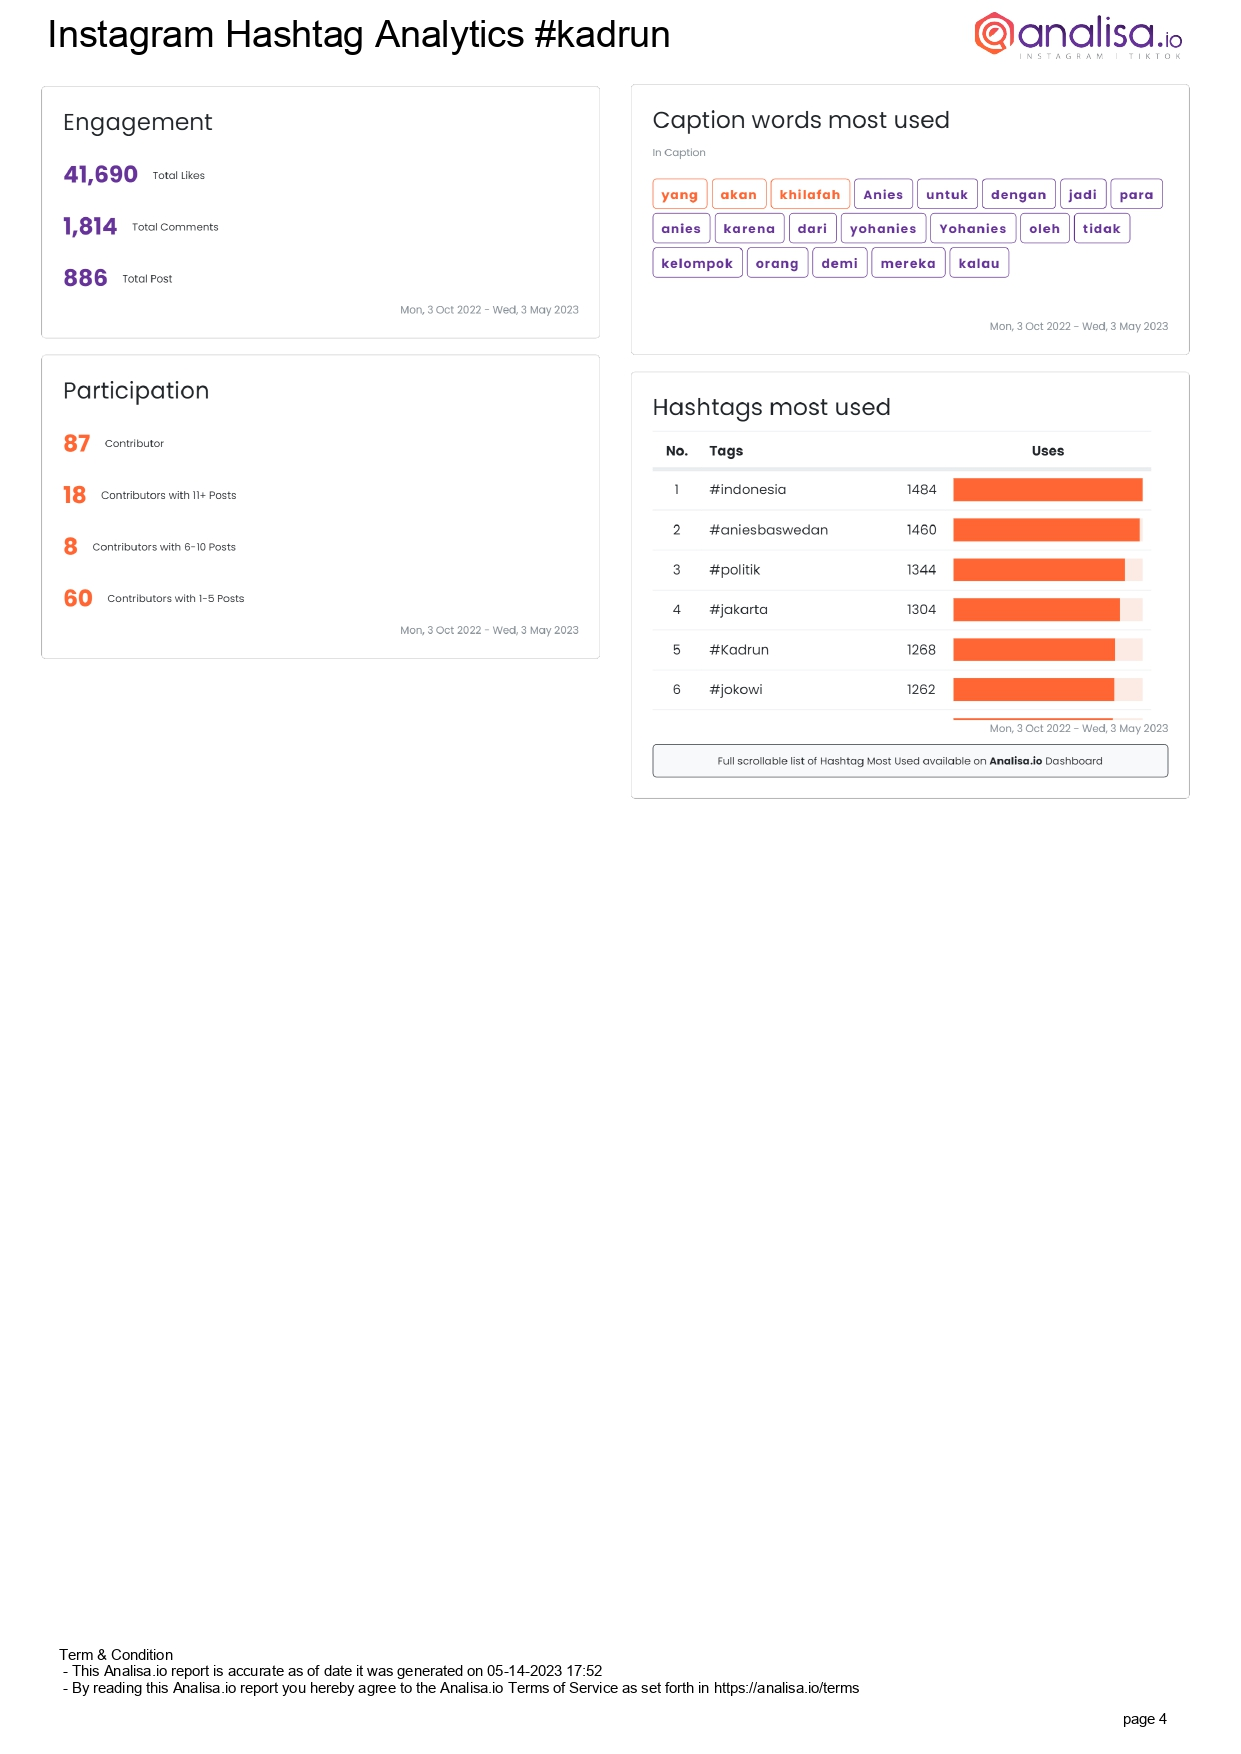 Instagram Hashtag Analytics #kadrun
analisa.io
INSTAGRAM | TIKTOK
Engagement
41,690 Total Likes
1,814 Total Comments
886 Total Post
Mon, 3 Oct 2022 - Wed, 3 May 2023
Participation
87 Contributor
18 Contributors with 11+ Posts
8 Contributors with 6-10 Posts
60 Contributors with 1-5 Posts
Mon, 3 Oct 2022 - Wed, 3 May 2023
Caption words most used
In Caption
yang akan khilafah Anies untuk dengan jadi para
anies karena dari yohanies Yohanies oleh tidak
kelompok orang demi mereka kalau
Mon, 3 Oct 2022 - Wed, 3 May 2023
Hashtags most used
No. Tags Uses
1 #indonesia 1484
2 #aniesbaswedan 1460
3 #politik 1344
4 #jakarta 1304
5 #Kadrun 1268
6 #jokowi 1262
Mon, 3 Oct 2022 - Wed, 3 May 2023
Full scrollable list of Hashtag Most Used available on Analisa.io Dashboard
Term & Condition
- This Analisa.io report is accurate as of date it was generated on 05-14-2023 17:52
- By reading this Analisa.io report you hereby agree to the Analisa.io Terms of Service as set forth in https://analisa.io/terms
page 4